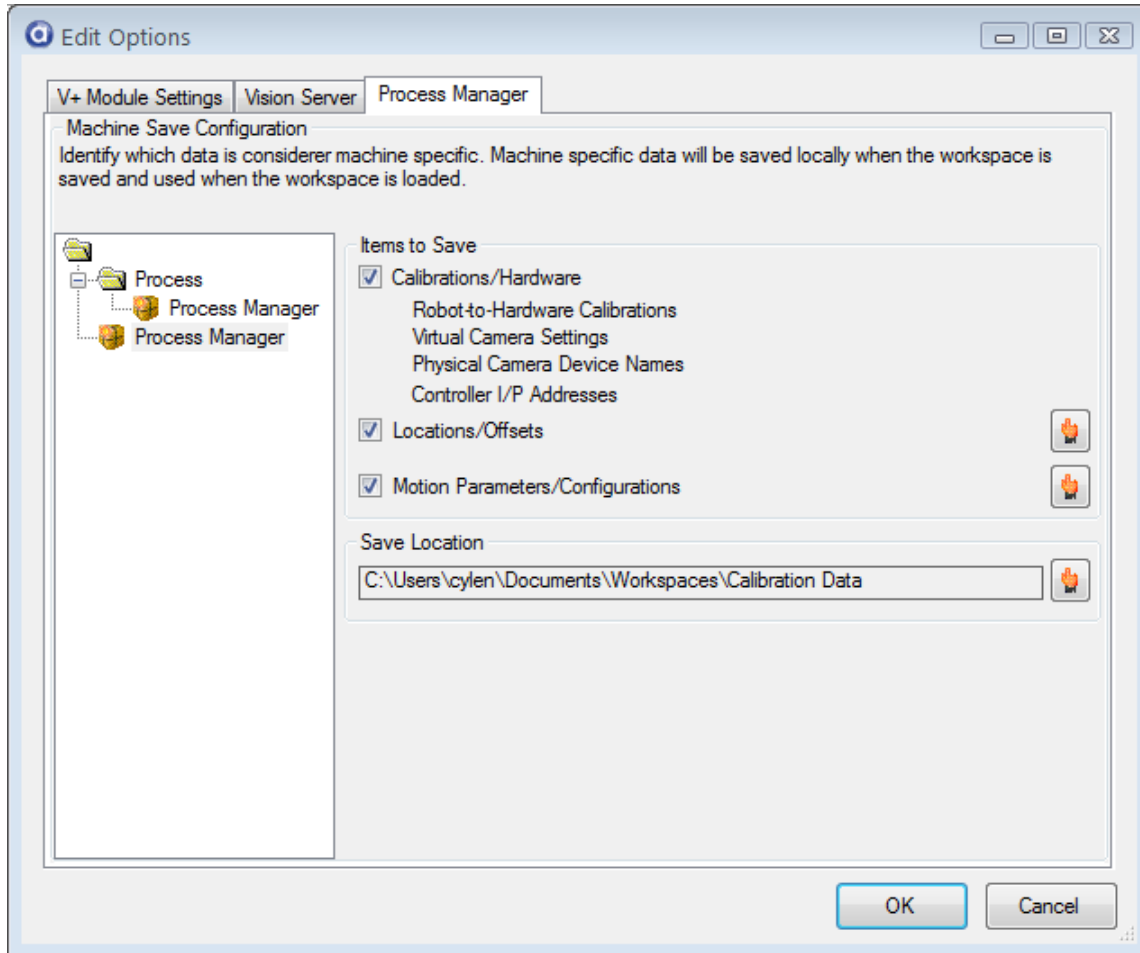 Edit Options
V+ Module Settings
Vision Server
Process Manager
Machine Save Configuration
Identify which data is considerer machine specific. Machine specific data will be saved locally when the workspace is
saved and used when the workspace is loaded.
Process
Process Manager
Process Manager
Items to Save
Calibrations/Hardware
Robot-to-Hardware Calibrations
Virtual Camera Settings
Physical Camera Device Names
Controller I/P Addresses
Locations/Offsets
Motion Parameters/Configurations
Save Location
C:\Users\cylen\Documents\Workspaces\Calibration Data
OK
Cancel